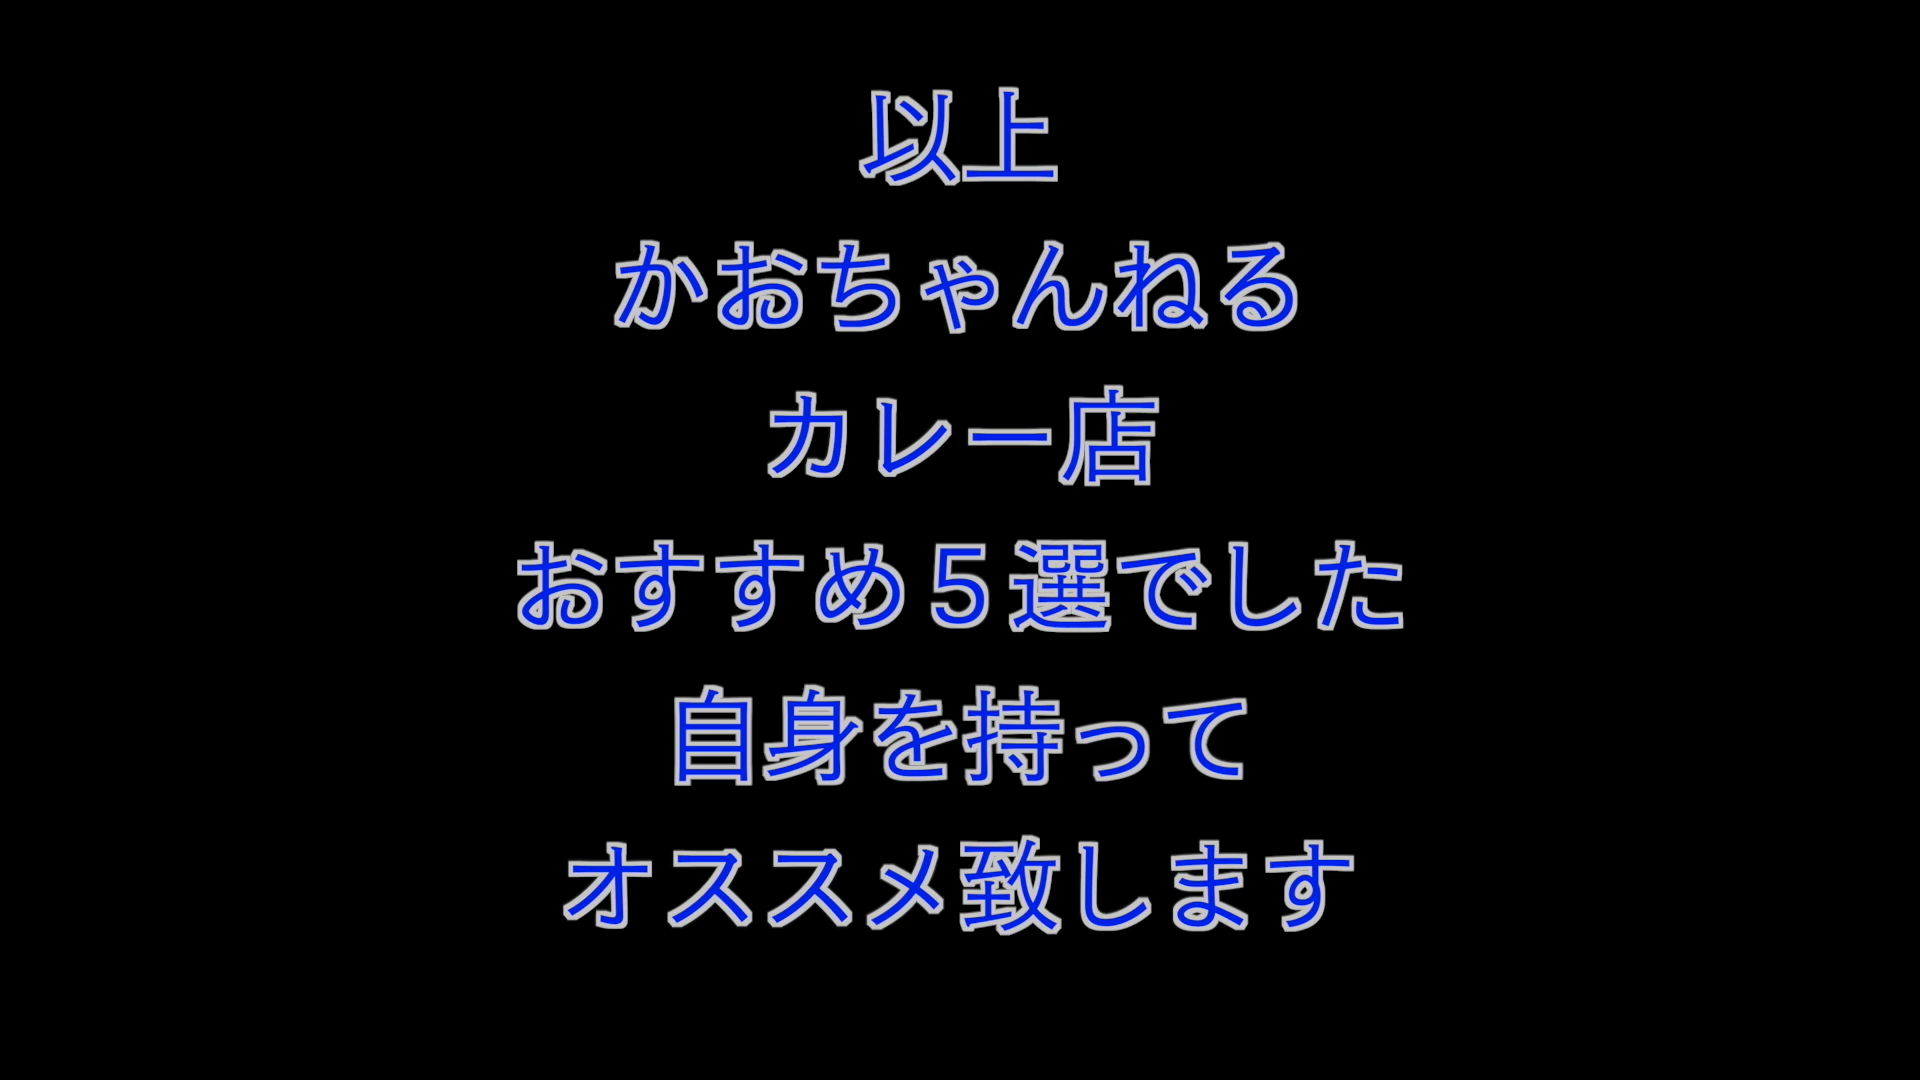 以上
かおちゃんねる
カレー店
おすすめ５選でした
自身を持って
オススメ致します